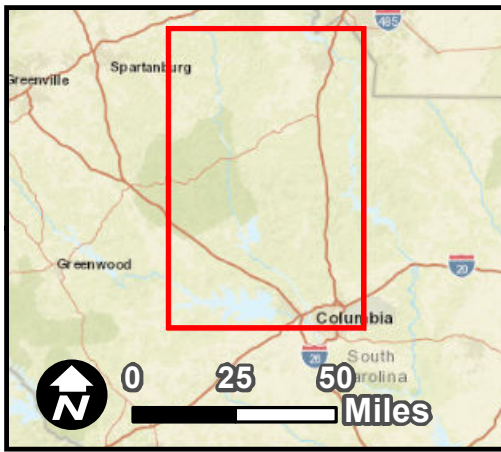 485
Spartanburg
Greenville
Greenwood
20
Columbia
26
South
Carolina
N
0 25 50
Miles